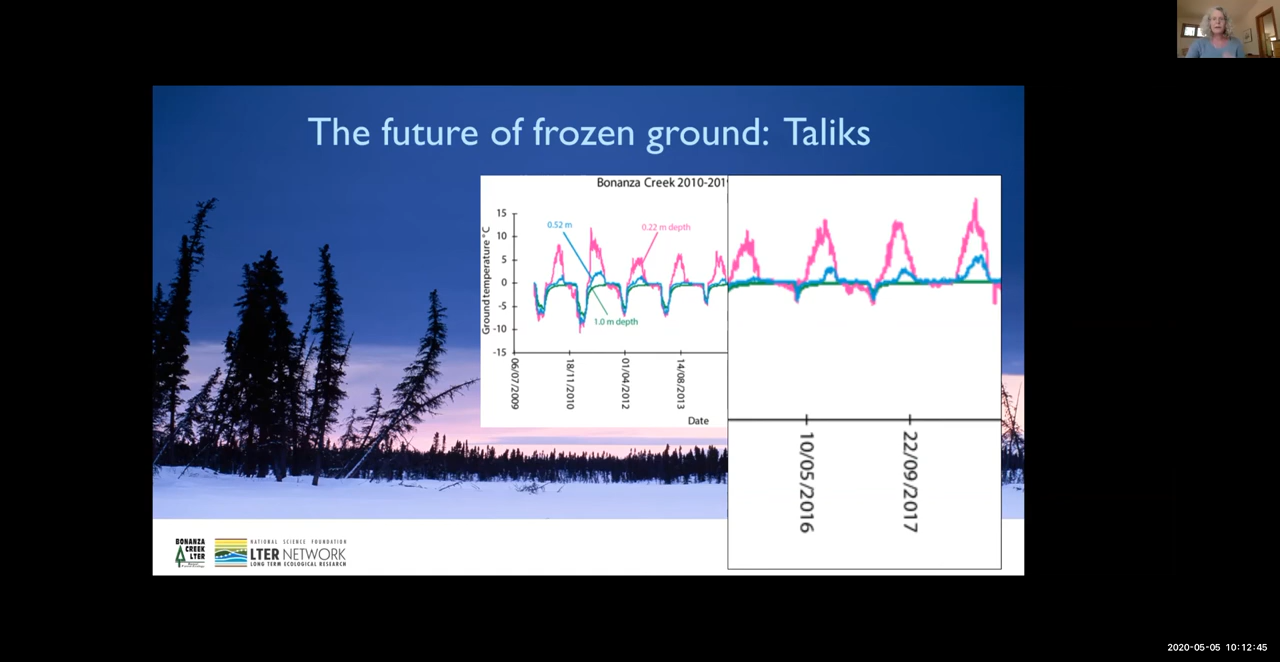 The future of frozen ground: Taliks
Bonanza Creek 2010-201
Ground temperature °C
15
10
5
0
-5
-10
-15
0.52 m
0.22 m depth
1.0 m depth
06/07/2009
18/11/2010
01/04/2012
14/08/2013
Date
10/05/2016
22/09/2017
BONANZA
CREEK
LTER
NATIONAL SCIENCE FOUNDATION
LTER NETWORK
LONG TERM ECOLOGICAL RESEARCH
2020-05-05 10:12:45